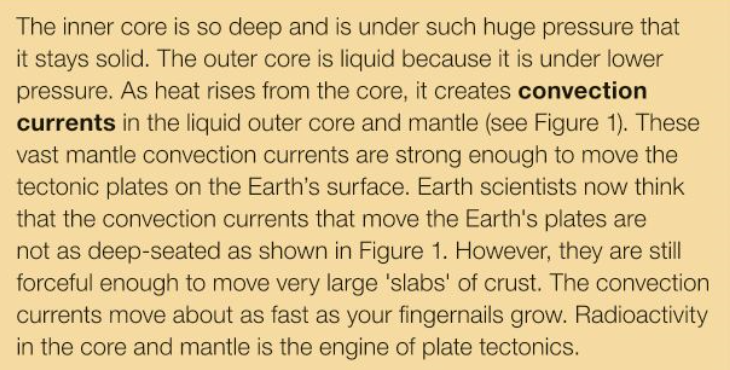 The inner core is so deep and is under such huge pressure that
it stays solid. The outer core is liquid because it is under lower
pressure. As heat rises from the core, it creates convection
currents in the liquid outer core and mantle (see Figure 1). These
vast mantle convection currents are strong enough to move the
tectonic plates on the Earth’s surface. Earth scientists now think
that the convection currents that move the Earth's plates are
not as deep-seated as shown in Figure 1. However, they are still
forceful enough to move very large 'slabs' of crust. The convection
currents move about as fast as your fingernails grow. Radioactivity
in the core and mantle is the engine of plate tectonics.